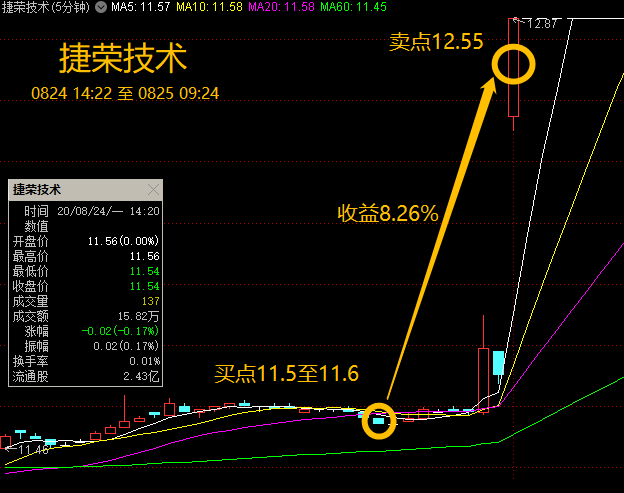 捷荣技术(5分钟) MA5: 11.57 MA10: 11.58 MA20: 11.58 MA60: 11.45
12.87
卖点12.55
捷荣技术
0824 14:22 至 0825 09:24
捷荣技术
时间 20/08/24/一 14:20
数值
开盘价 11.56(0.00%)
最高价 11.56
最低价 11.54
收盘价 11.54
成交量 137
成交额 15.82万
涨幅 -0.02(-0.17%)
振幅 0.02(0.17%)
换手率 0.01%
流通股 2.43亿
收益8.26%
买点11.5至11.6
11.46